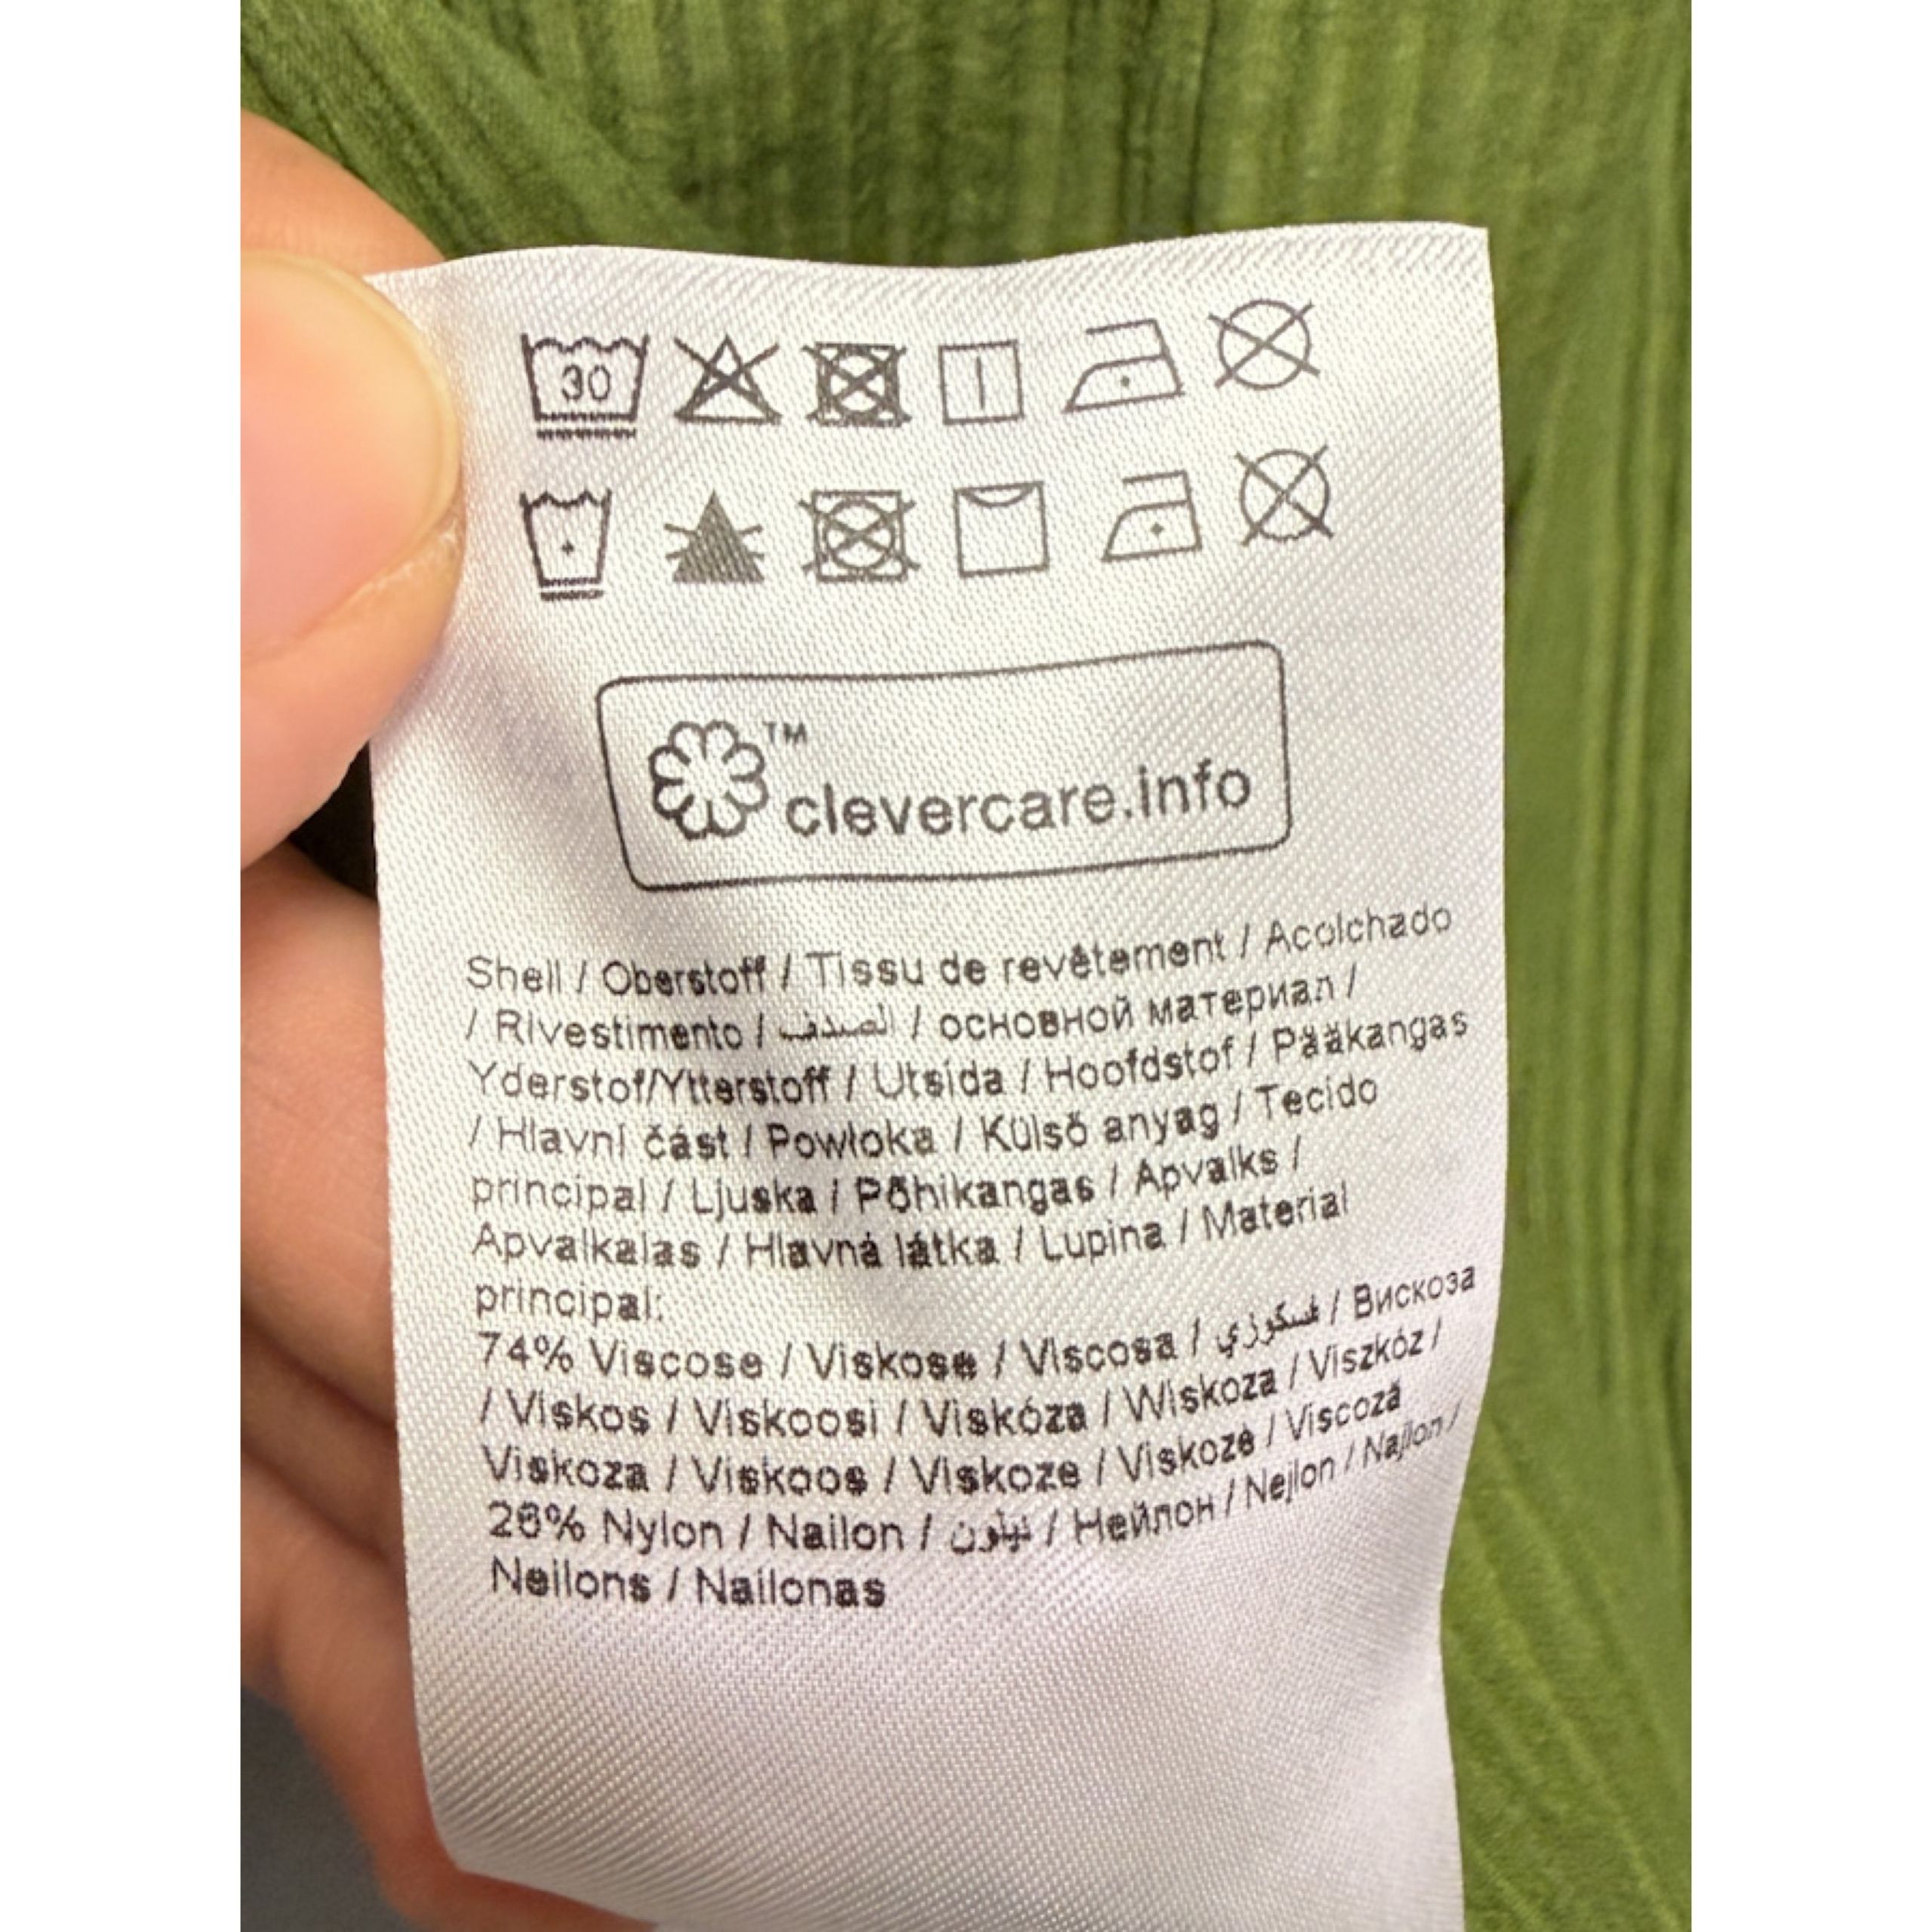 30
™
clevercare.info
Shell / Oberstoff / Tissu de revêtement / Acolchado
/ Rivestimento / الصدف / основной материал /
Yderstof/Ytterstoff / Utsida / Hoofdstof / Pääkangas
/ Hlavní část / Powłoka / Külső anyag / Tecido
principal / Ljuska / Põhikangas / Apvalks /
Apvalkalas / Hlavná látka / Lupina / Material
principal:
74% Viscose / Viskose / Viscosa / فسكوزي / Вискоза
/ Viskos / Viskoosi / Viskóza / Wiskoza / Viszkóz /
Viskoza / Viskoos / Viskoze / Viskozė / Viscoză
26% Nylon / Nailon / نيلون / Нейлон / Nejlon / Najlon /
Neilons / Nailonas